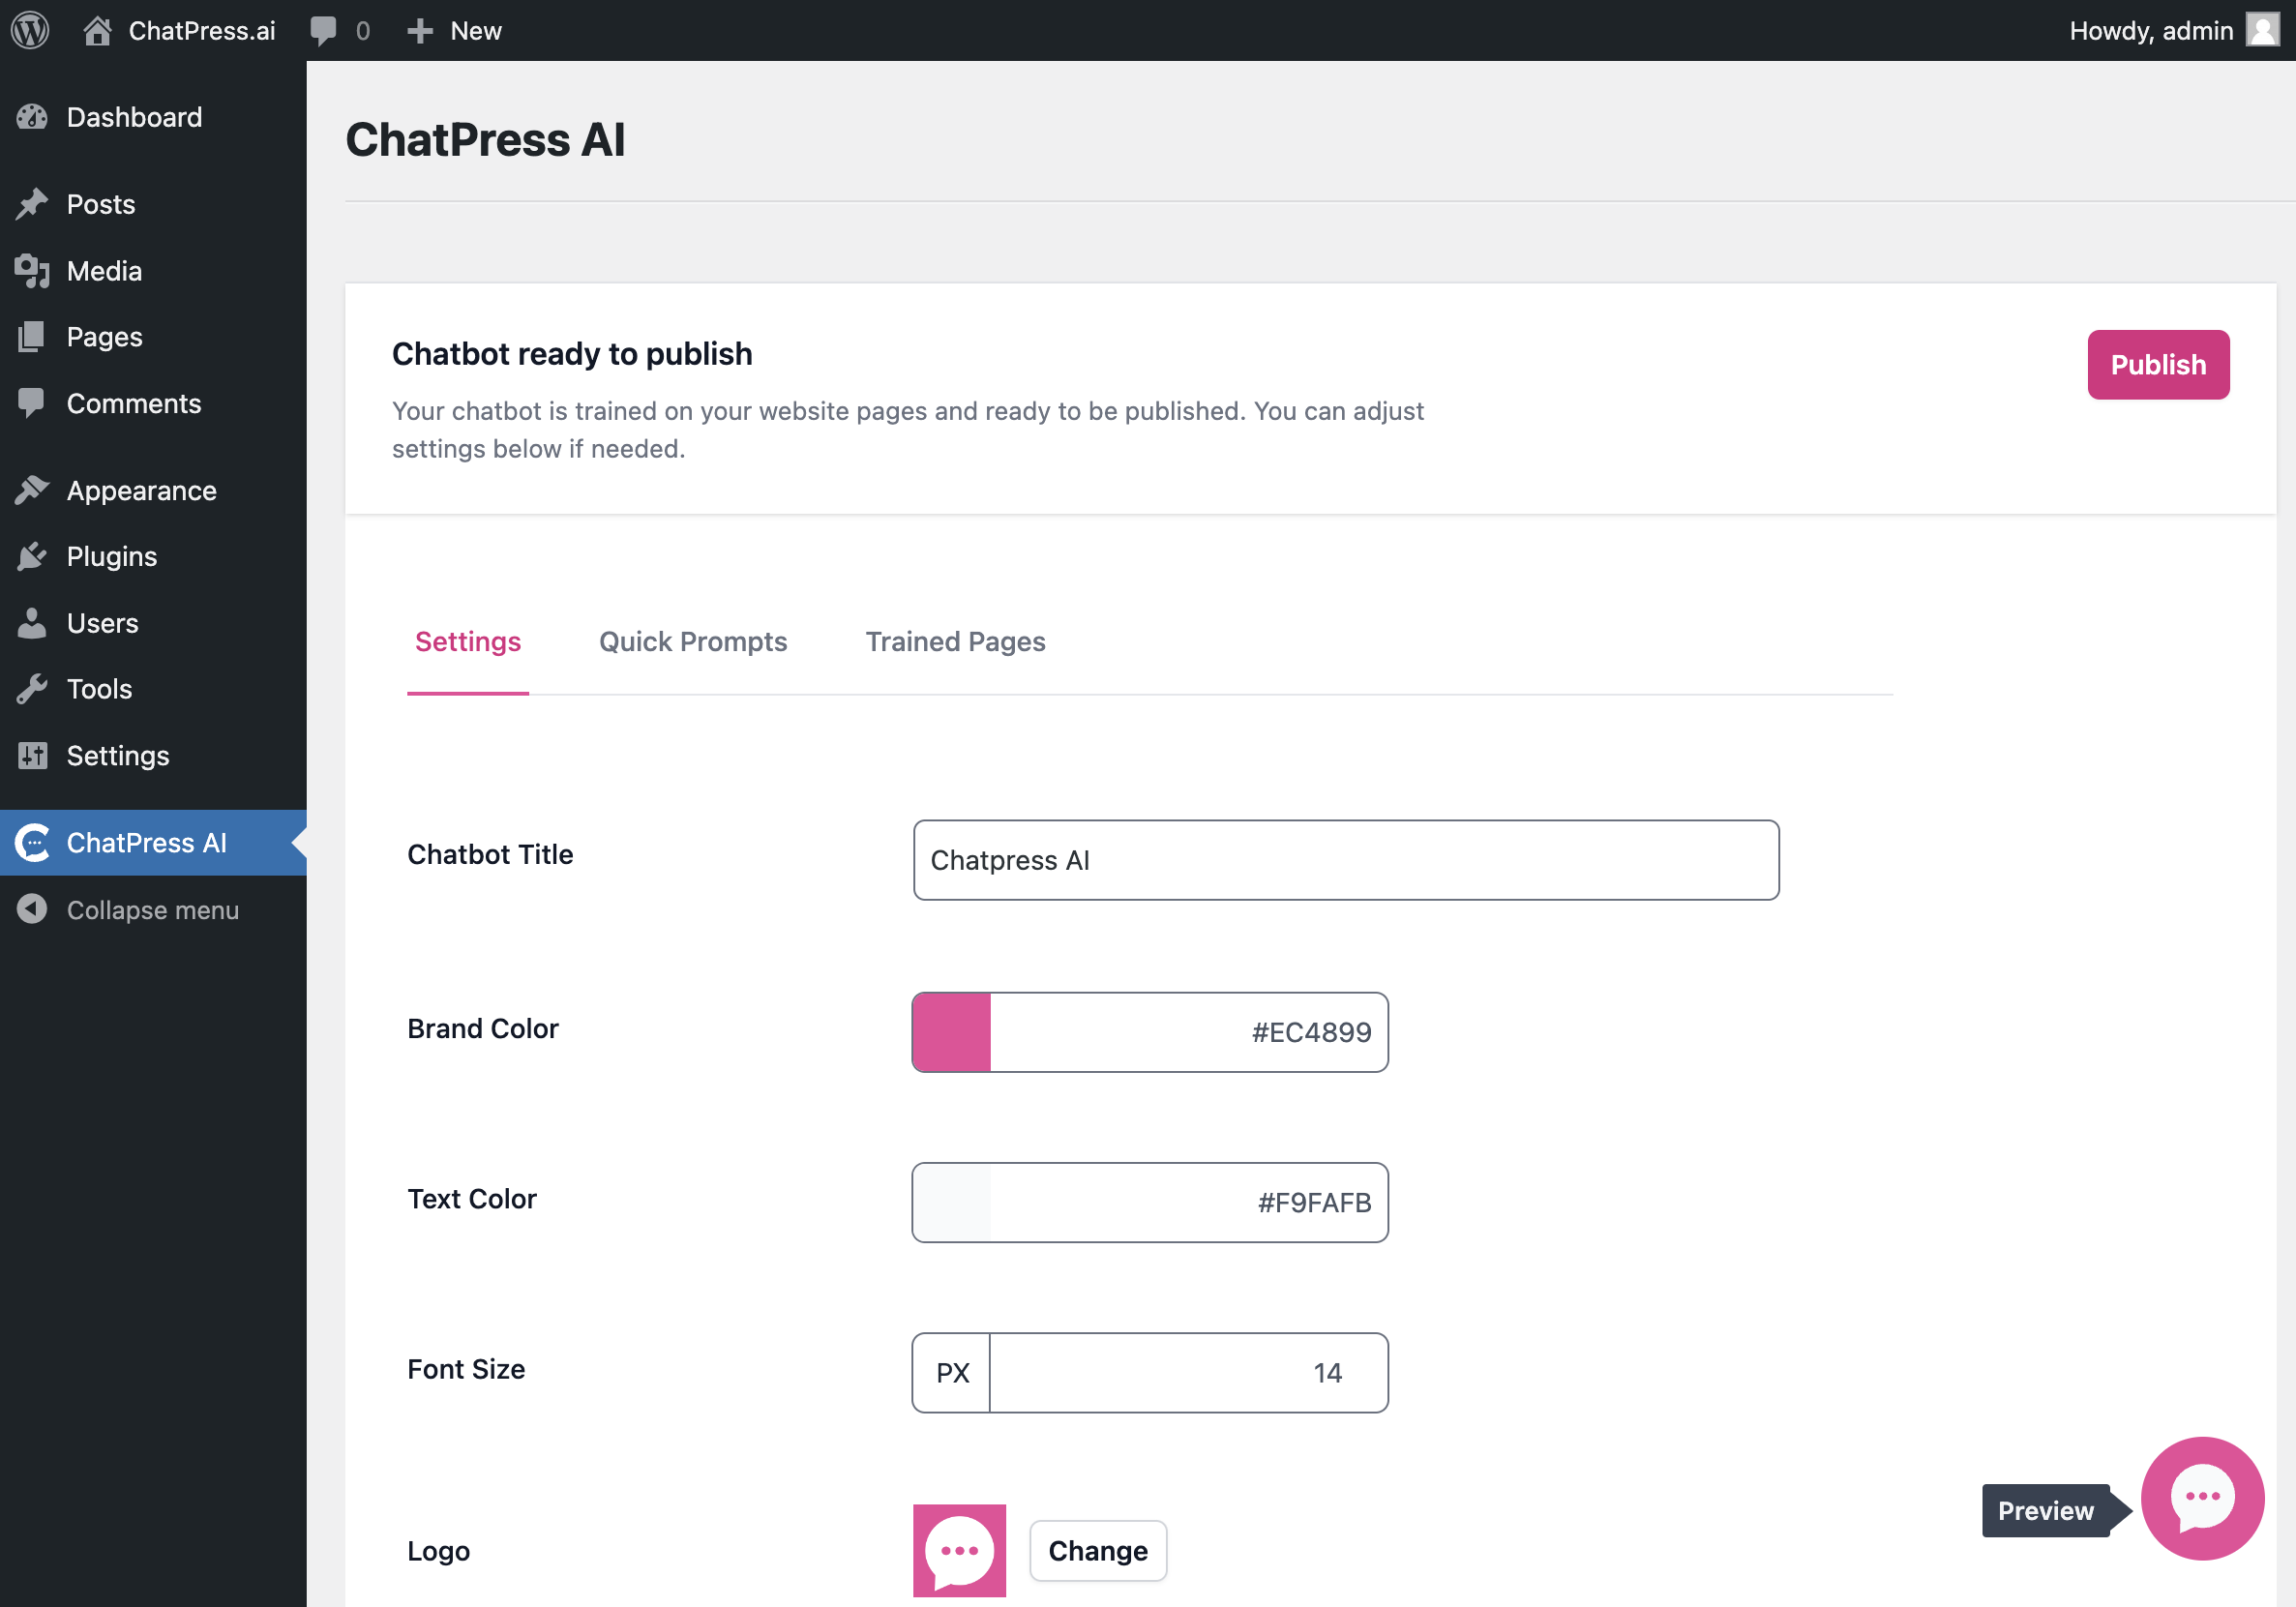 ChatPress.ai 0 New Howdy, admin
Dashboard
Posts
Media
Pages
Comments
Appearance
Plugins
Users
Tools
Settings
ChatPress AI
Collapse menu
ChatPress AI
Chatbot ready to publish
Publish
Your chatbot is trained on your website pages and ready to be published. You can adjust
settings below if needed.
Settings Quick Prompts Trained Pages
Chatbot Title Chatpress AI
Brand Color #EC4899
Text Color #F9FAFB
Font Size PX 14
Logo Change
Preview